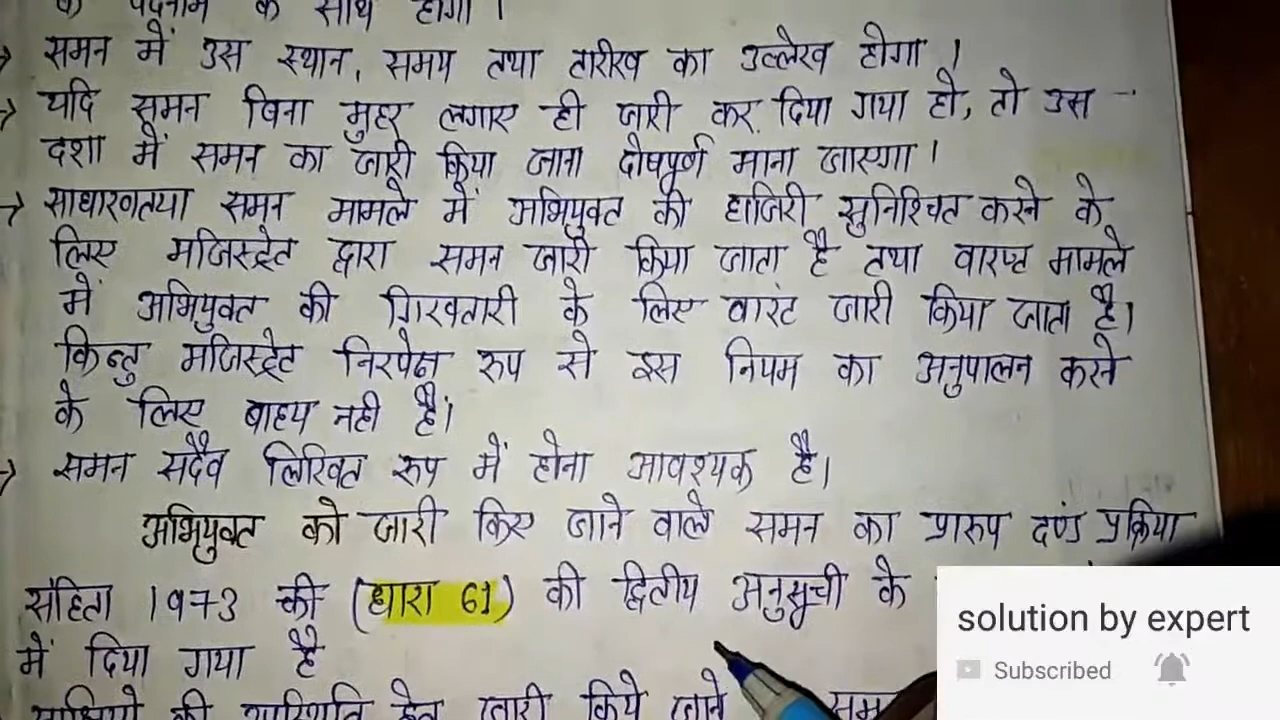 के पदनाम के साथ होगा।
→ समन में उस स्थान, समय तथा तारीख का उल्लेख होगा।
→ यदि समन बिना मुहर लगाए ही जारी कर दिया गया हो, तो उस
दशा में समन का जारी किया जाना दोषपूर्ण माना जाएगा।
→ साधारणतया समन मामले में अभियुक्त की हाजिरी सुनिश्चित करने के
लिए मजिस्ट्रेट द्वारा समन जारी किया जाता है तथा वारण्ट मामले
में अभियुक्त की गिरफ्तारी के लिए वारंट जारी किया जाता है।
किन्तु मजिस्ट्रेट निरपेक्ष रुप से इस नियम का अनुपालन करने
के लिए बाध्य नही है।
→ समन सदैव लिखित रुप में होना आवश्यक है।
अभियुक्त को जारी किए जाने वाले समन का प्रारुप दण्ड प्रक्रिया
संहिता 1973 की (धारा 61) की द्वितीय अनुसूची के
में दिया गया है
की हेतु जारी किये जाने
solution by expert
Subscribed